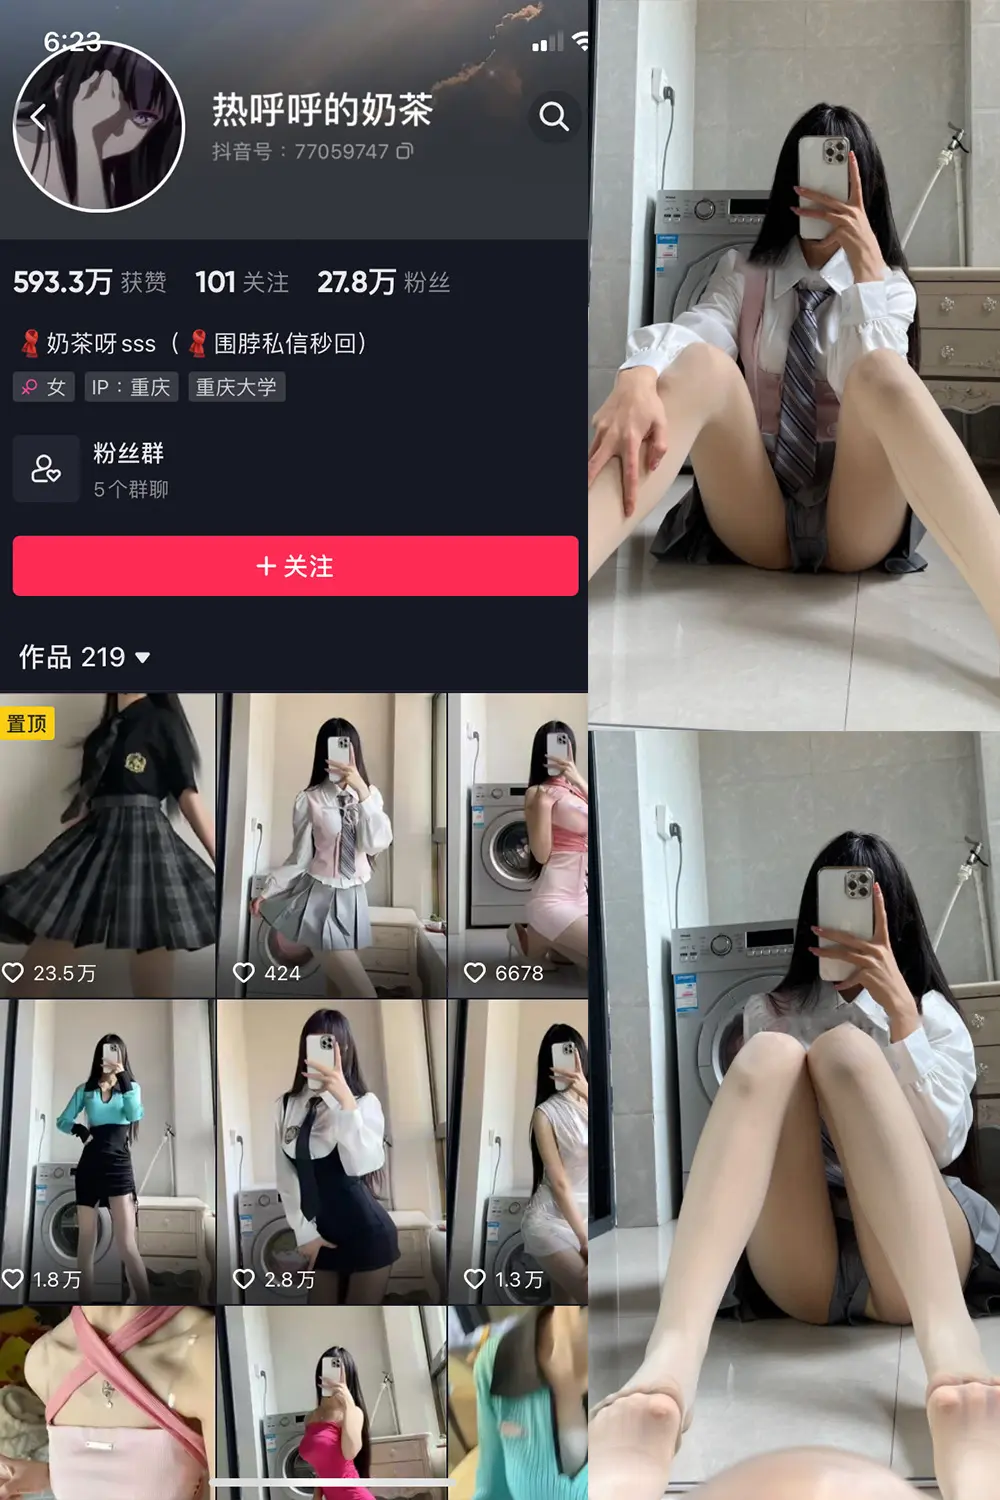 6:23
热呼呼的奶茶
抖音号：77059747
593.3万 获赞 101 关注 27.8万 粉丝
奶茶呀sss（ 围脖私信秒回）
女 IP：重庆 重庆大学
粉丝群
5个群聊
+ 关注
作品 219
置顶
23.5万
424
6678
1.8万
2.8万
1.3万